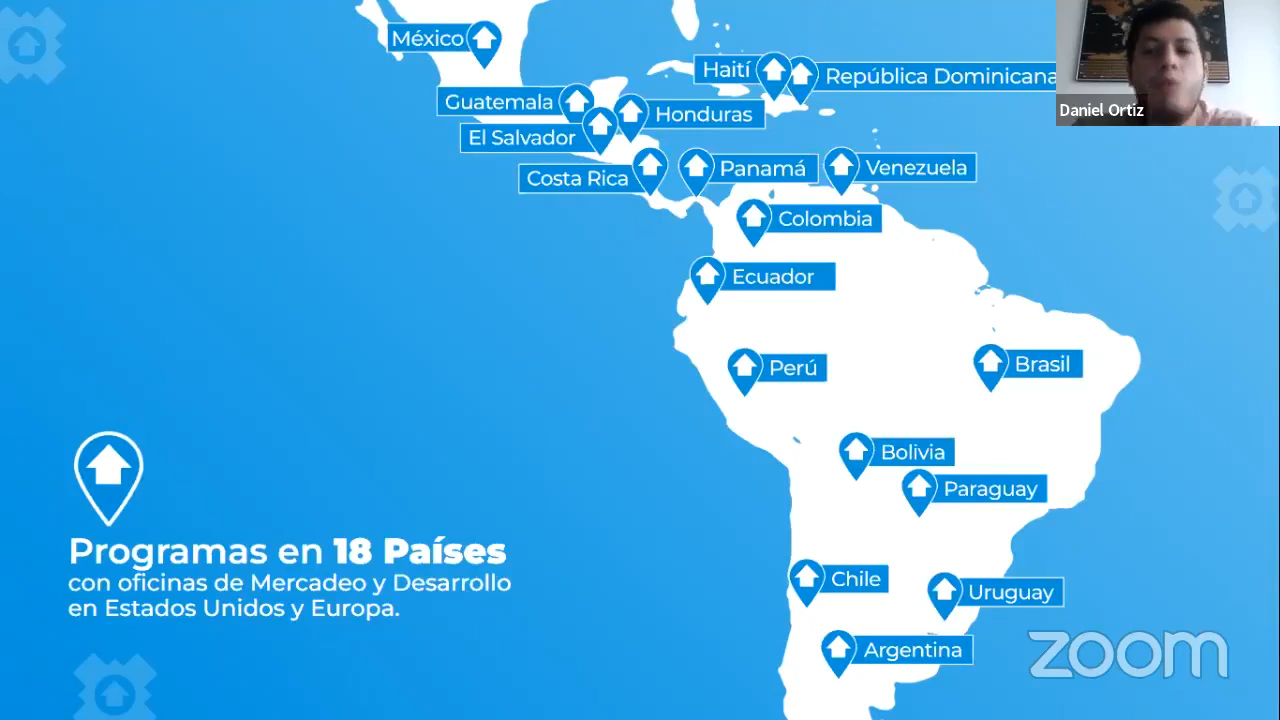 México
Haití
República Dominicana
Daniel Ortiz
Guatemala
Honduras
El Salvador
Costa Rica
Panamá
Venezuela
Colombia
Ecuador
Perú
Brasil
Bolivia
Paraguay
Chile
Uruguay
Argentina
Programas en 18 Países
con oficinas de Mercadeo y Desarrollo
en Estados Unidos y Europa.
zoom